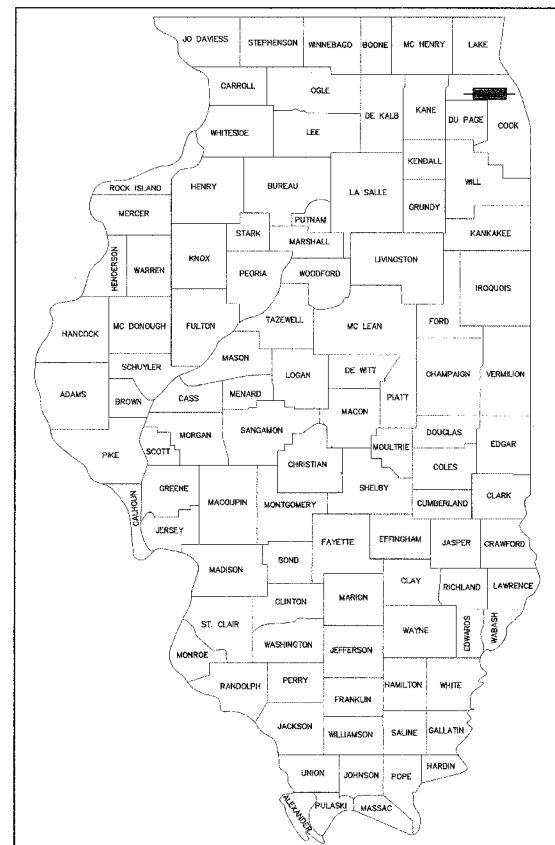 JO DAVIESS STEPHENSON WINNEBAGO BOONE MC HENRY LAKE
CARROLL OGLE DE KALB KANE DU PAGE COOK
WHITESIDE LEE
KENDALL WILL
ROCK ISLAND HENRY BUREAU LA SALLE GRUNDY
MERCER PUTNAM
STARK MARSHALL KANKAKEE
HENDERSON WARREN KNOX PEORIA WOODFORD LIVINGSTON
IROQUOIS
HANCOCK MC DONOUGH FULTON TAZEWELL MC LEAN FORD
MASON
SCHUYLER LOGAN DE WITT CHAMPAIGN VERMILION
ADAMS BROWN CASS MENARD PIATT
MACON
MORGAN SANGAMON DOUGLAS
PIKE SCOTT CHRISTIAN MOULTRIE EDGAR
COLES
GREENE SHELBY
CALHOUN MACOUPIN MONTGOMERY CUMBERLAND CLARK
JERSEY
FAYETTE EFFINGHAM JASPER CRAWFORD
MADISON BOND
CLAY RICHLAND LAWRENCE
CLINTON MARION
ST. CLAIR WAYNE EDWARDS WABASH
WASHINGTON JEFFERSON
MONROE
RANDOLPH PERRY HAMILTON WHITE
FRANKLIN
JACKSON WILLIAMSON SALINE GALLATIN
HARDIN
UNION JOHNSON POPE
ALEXANDER PULASKI MASSAC